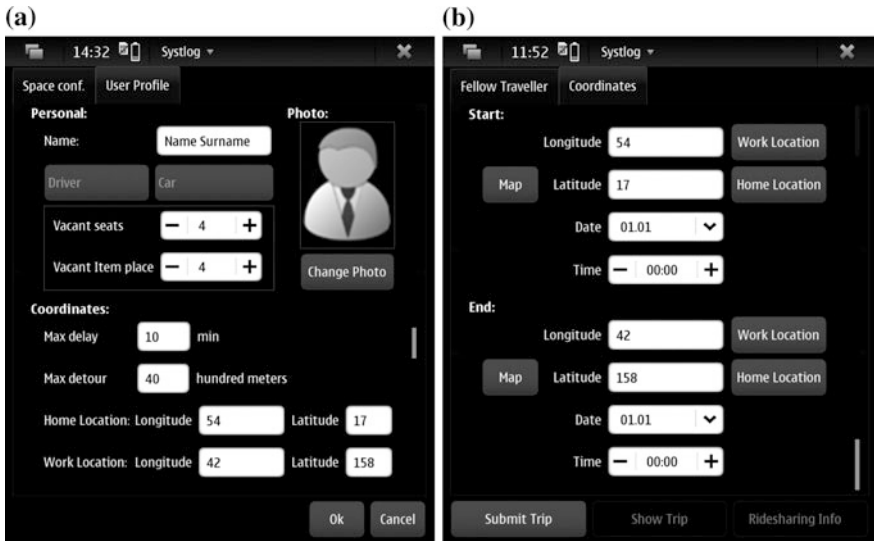 (a)
14:32 Systlog
Space conf. User Profile
Personal:
Photo:
Name: Name Surname
Driver Car
Vacant seats − 4 +
Vacant Item place − 4 +
Change Photo
Coordinates:
Max delay 10 min
Max detour 40 hundred meters
Home Location: Longitude 54 Latitude 17
Work Location: Longitude 42 Latitude 158
Ok Cancel
(b)
11:52 Systlog
Fellow Traveller Coordinates
Start:
Longitude 54 Work Location
Map Latitude 17 Home Location
Date 01.01
Time − 00:00 +
End:
Longitude 42 Work Location
Map Latitude 158 Home Location
Date 01.01
Time − 00:00 +
Submit Trip Show Trip Ridesharing Info